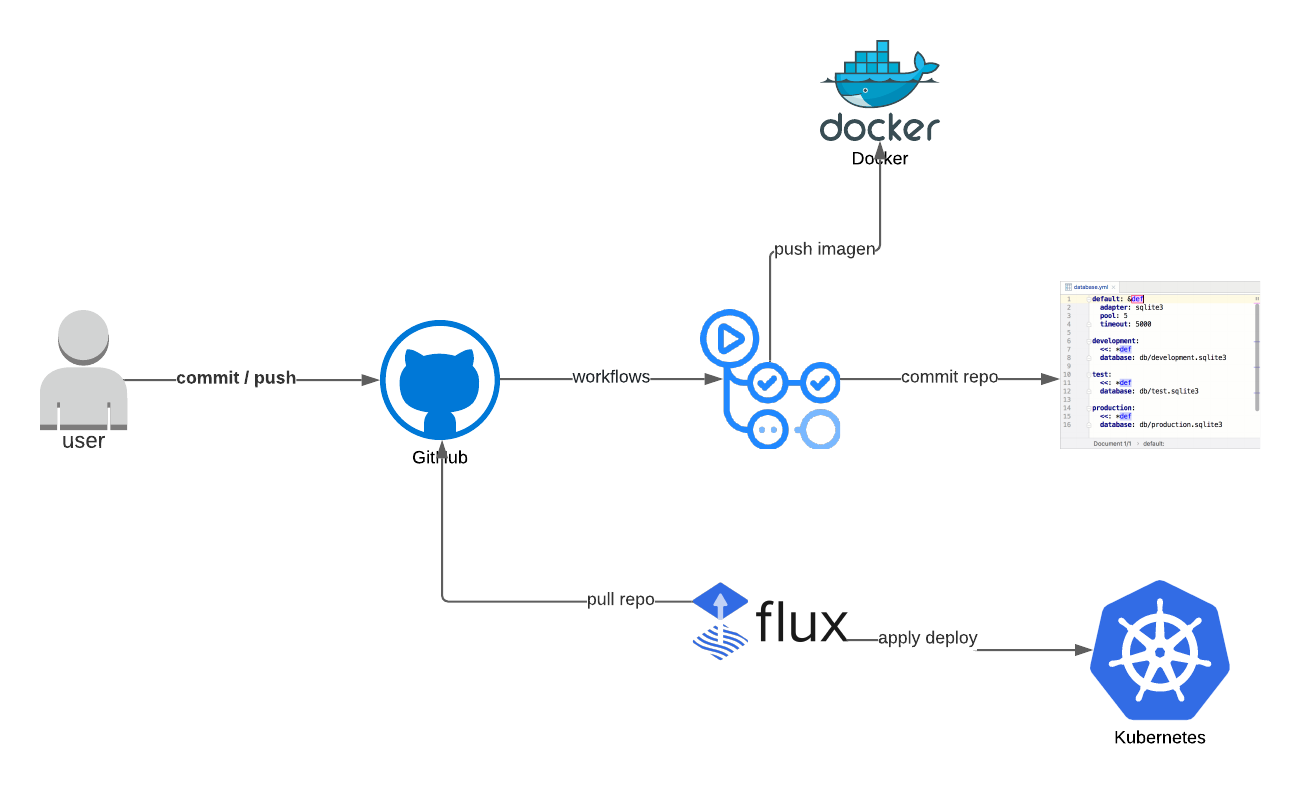 docker
Docker
push imagen
user
commit / push
GitHub
workflows
commit repo
database.yml
1 default: &def
2 adapter: sqlite3
3 pool: 5
4 timeout: 5000
5
6 development:
7 <<: *def
8 database: db/development.sqlite3
9
10 test:
11 <<: *def
12 database: db/test.sqlite3
13
14 production:
15 <<: *def
16 database: db/production.sqlite3
Document 1/1 default:
pull repo
flux
apply deploy
Kubernetes